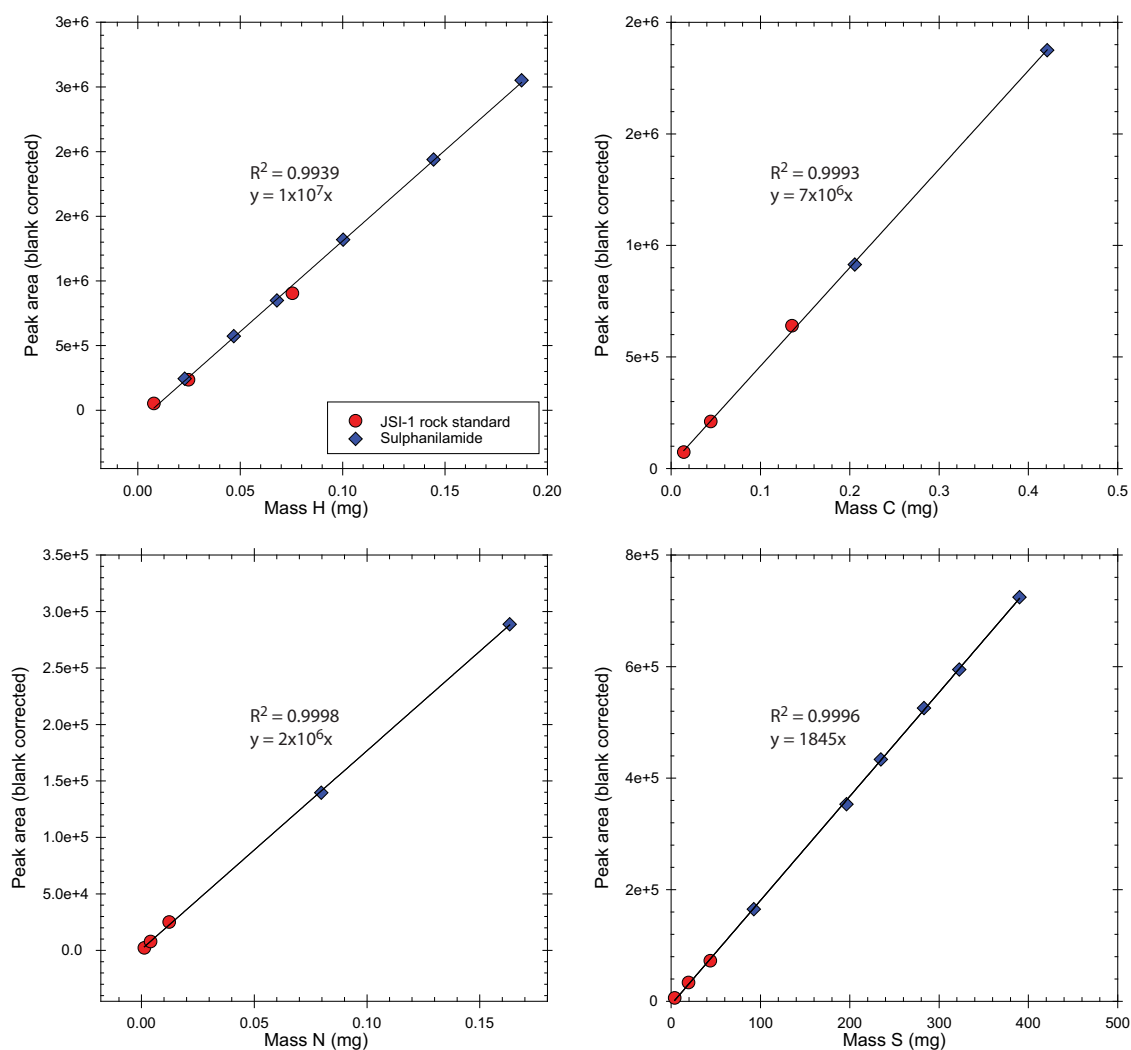 3e+6
3e+6
2e+6
2e+6
1e+6
5e+5
0
Peak area (blank corrected)
R2 = 0.9939
y = 1x107x
JSI-1 rock standard
Sulphanilamide
0.00 0.05 0.10 0.15 0.20
Mass H (mg)
2e+6
2e+6
1e+6
5e+5
0
Peak area (blank corrected)
R2 = 0.9993
y = 7x106x
0.0 0.1 0.2 0.3 0.4 0.5
Mass C (mg)
3.5e+5
3.0e+5
2.5e+5
2.0e+5
1.5e+5
1.0e+5
5.0e+4
0.0
Peak area (blank corrected)
R2 = 0.9998
y = 2x106x
0.00 0.05 0.10 0.15
Mass N (mg)
8e+5
6e+5
4e+5
2e+5
0
Peak area (blank corrected)
R2 = 0.9996
y = 1845x
0 100 200 300 400 500
Mass S (mg)